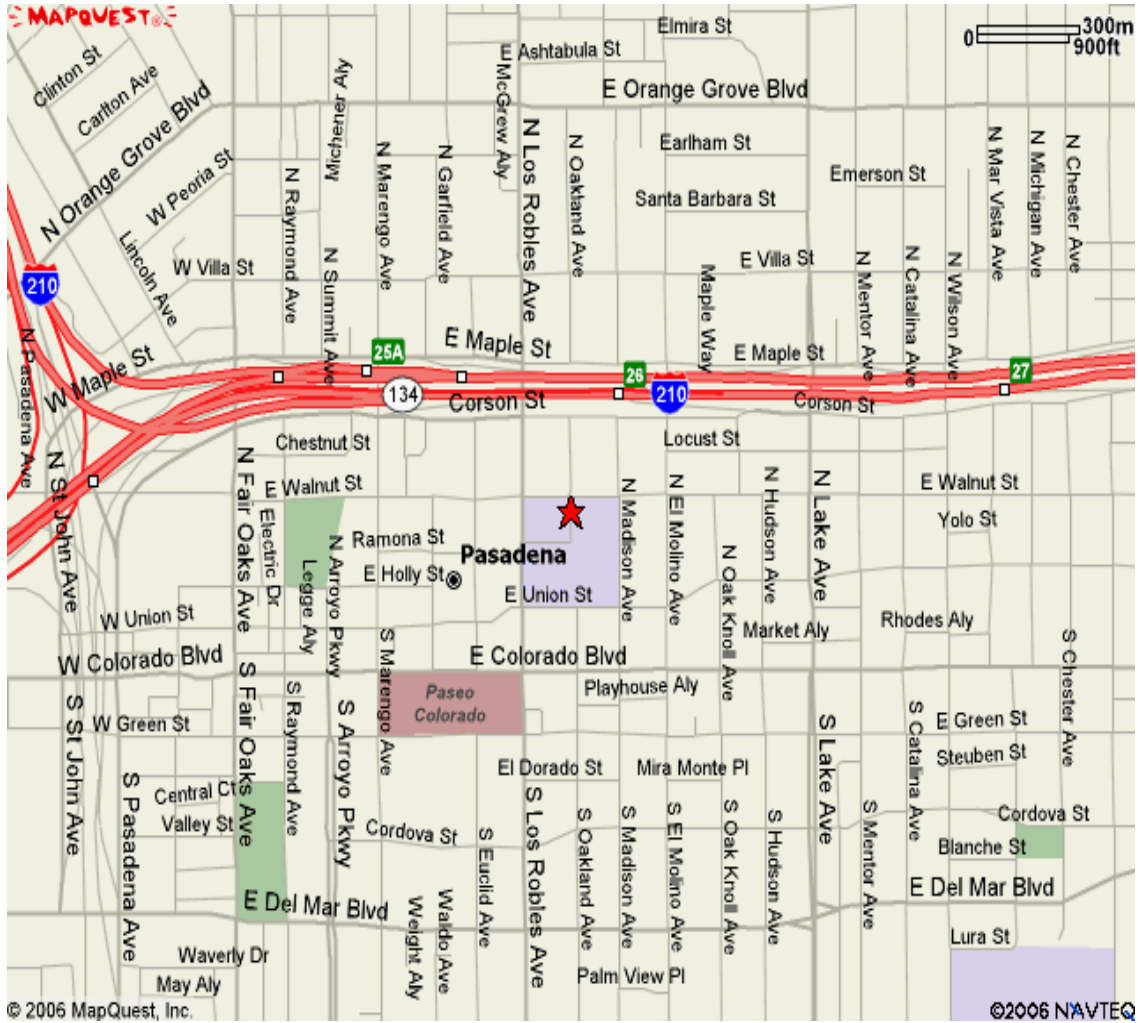 MAPQUEST®
Elmira St
300m
0
900ft
Ashtabula St
Clinton St
Carlton Ave
N Orange Grove Blvd
Michener Aly
E McGrew Aly
E Orange Grove Blvd
W Peoria St
N Raymond Ave
N Marengo Ave
N Garfield Ave
N Los Robles Ave
N Oakland Ave
Earlham St
Emerson St
Santa Barbara St
N Mar Vista Ave
N Michigan Ave
N Chester Ave
Lincoln Ave
W Villa St
N Summit Ave
E Villa St
Maple Way
N Mentor Ave
N Catalina Ave
N Wilson Ave
210
N Pasadena Ave
W Maple St
25A
E Maple St
E Maple St
26
27
134
Corson St
210
Corson St
Chestnut St
Locust St
N St John Ave
N Fair Oaks Ave
E Walnut St
E Walnut St
Electric Dr
Legge Aly
N Arroyo Pkwy
Ramona St
Pasadena
E Holly St
E Union St
N Madison Ave
N El Molino Ave
N Oak Knoll Ave
N Hudson Ave
N Lake Ave
Yolo St
W Union St
Market Aly
Rhodes Aly
W Colorado Blvd
E Colorado Blvd
S Marengo Ave
Paseo
Colorado
Playhouse Aly
S Chester Ave
W Green St
S St John Ave
S Fair Oaks Ave
S Raymond Ave
S Arroyo Pkwy
E Green St
Steuben St
S Lake Ave
S Catalina Ave
El Dorado St
Mira Monte Pl
S Pasadena Ave
Central Ct
Valley St
Cordova St
Cordova St
Blanche St
S Euclid Ave
S Los Robles Ave
S Oakland Ave
S Madison Ave
S El Molino Ave
S Oak Knoll Ave
S Hudson Ave
S Mentor Ave
E Del Mar Blvd
E Del Mar Blvd
Weight Aly
Waldo Ave
Lura St
Waverly Dr
May Aly
Palm View Pl
© 2006 MapQuest, Inc.
©2006 NAVTEQ